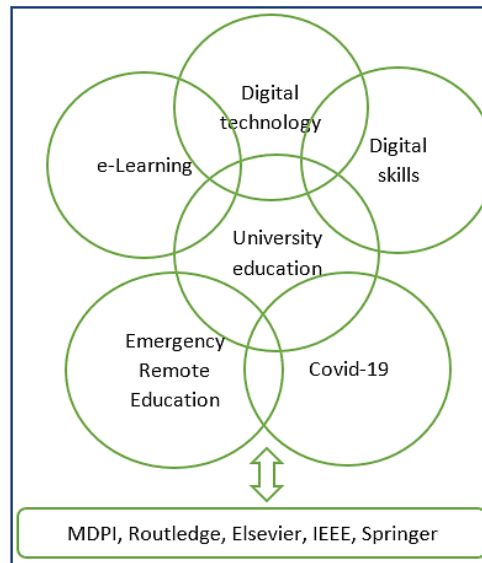 Digital
technology
e-Learning
Digital
skills
University
education
Emergency
Remote
Education
Covid-19
MDPI, Routledge, Elsevier, IEEE, Springer